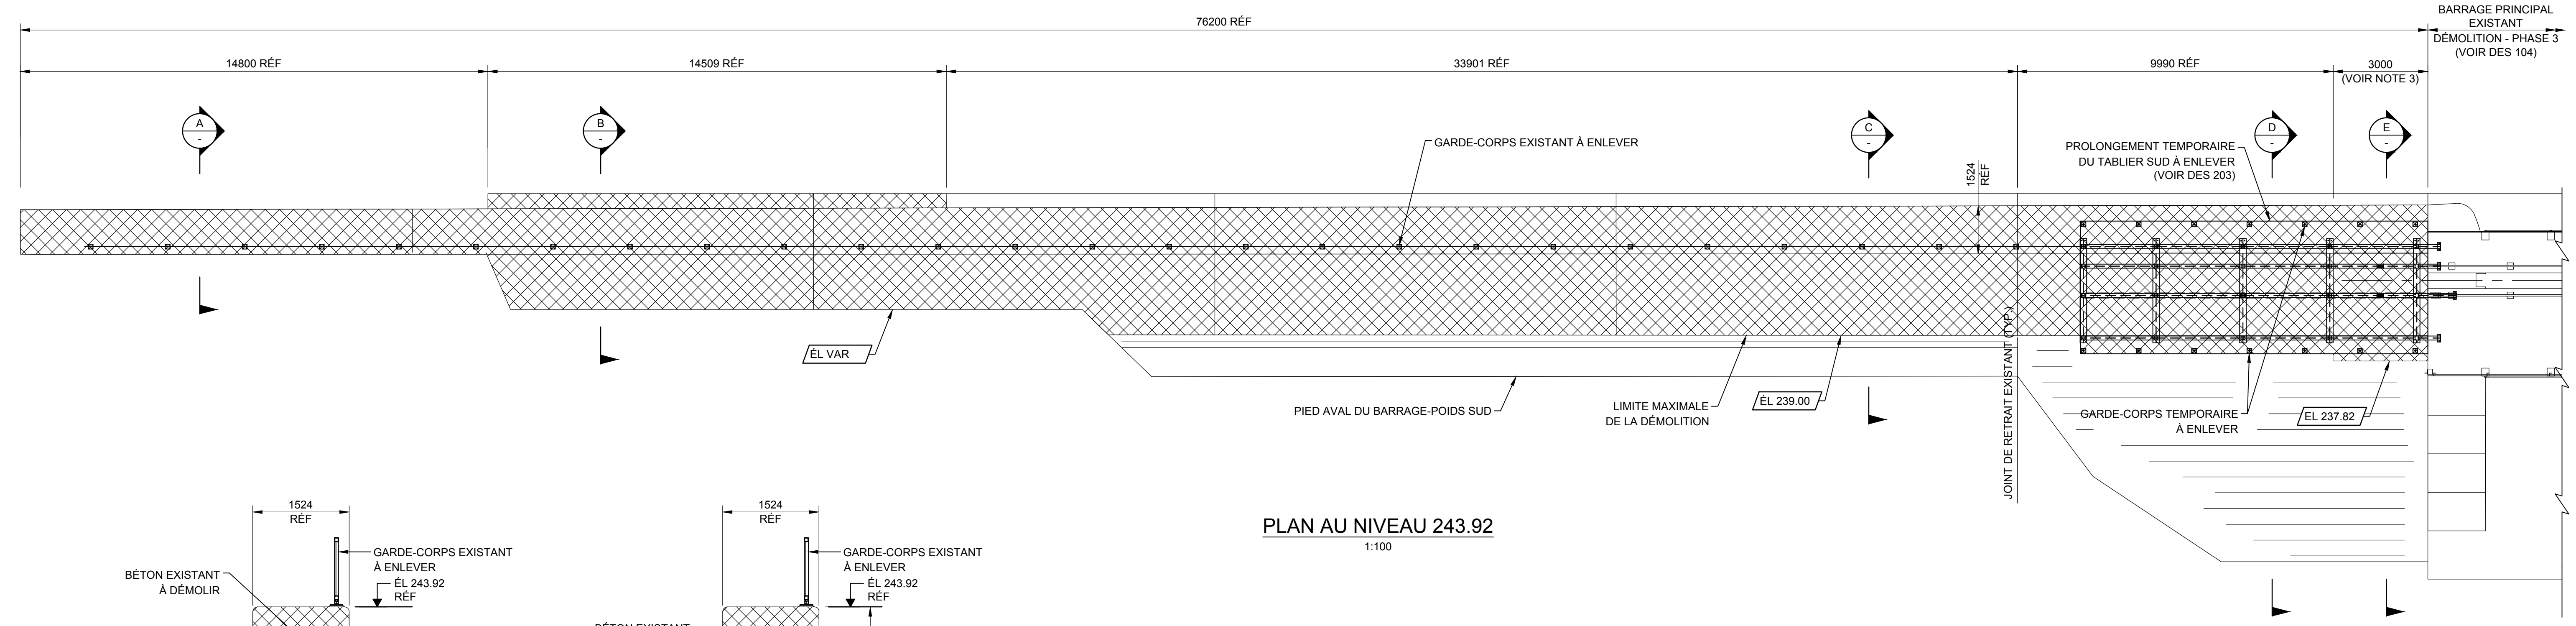 76200 RÉF
BARRAGE PRINCIPAL
EXISTANT
DÉMOLITION - PHASE 3
(VOIR DES 104)
14800 RÉF
14509 RÉF
33901 RÉF
9990 RÉF
3000
(VOIR NOTE 3)
A
-
B
-
C
-
D
-
E
-
GARDE-CORPS EXISTANT À ENLEVER
1524
RÉF
PROLONGEMENT TEMPORAIRE
DU TABLIER SUD À ENLEVER
(VOIR DES 203)
ÉL VAR
PIED AVAL DU BARRAGE-POIDS SUD
LIMITE MAXIMALE
DE LA DÉMOLITION
ÉL 239.00
JOINT DE RETRAIT EXISTANT (TYP.)
GARDE-CORPS TEMPORAIRE
À ENLEVER
EL 237.82
PLAN AU NIVEAU 243.92
1:100
1524
RÉF
GARDE-CORPS EXISTANT
À ENLEVER
ÉL 243.92
RÉF
BÉTON EXISTANT
À DÉMOLIR
1524
RÉF
GARDE-CORPS EXISTANT
À ENLEVER
ÉL 243.92
RÉF
BÉTON EXISTANT